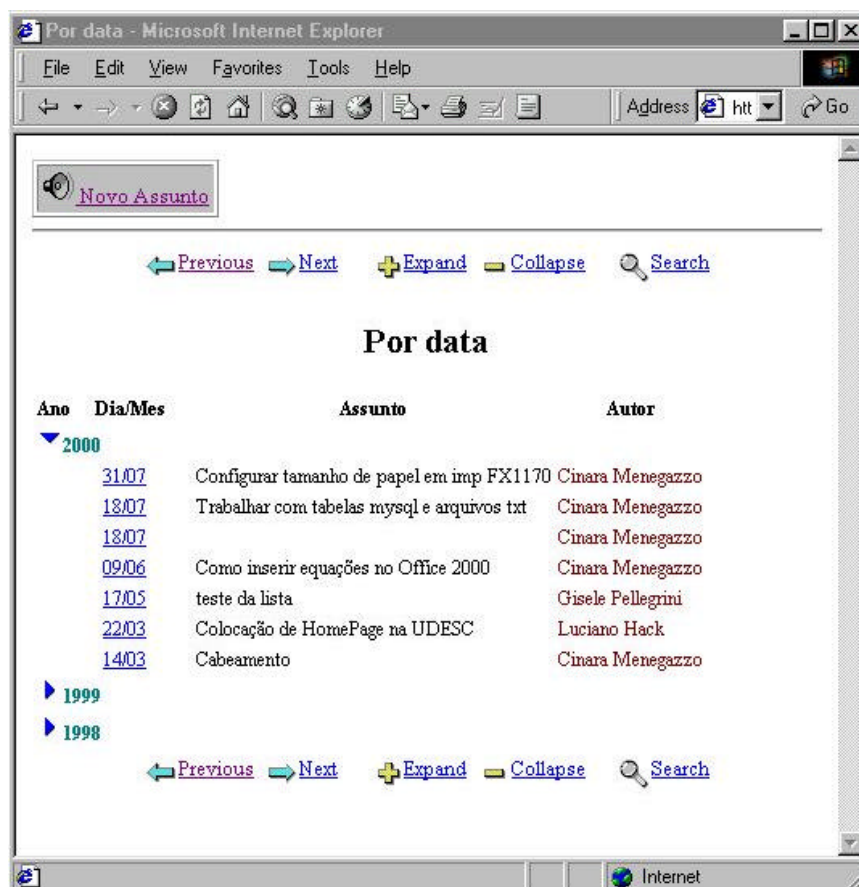 Por data - Microsoft Internet Explorer
File Edit View Favorites Tools Help
Address htt Go
Novo Assunto
Previous Next Expand Collapse Search
Por data
Ano Dia/Mes Assunto Autor
2000
31/07 Configurar tamanho de papel em imp FX1170 Cinara Menegazzo
18/07 Trabalhar com tabelas mysql e arquivos txt Cinara Menegazzo
18/07 Cinara Menegazzo
09/06 Como inserir equações no Office 2000 Cinara Menegazzo
17/05 teste da lista Gisele Pellegrini
22/03 Colocação de HomePage na UDESC Luciano Hack
14/03 Cabeamento Cinara Menegazzo
1999
1998
Previous Next Expand Collapse Search
Internet